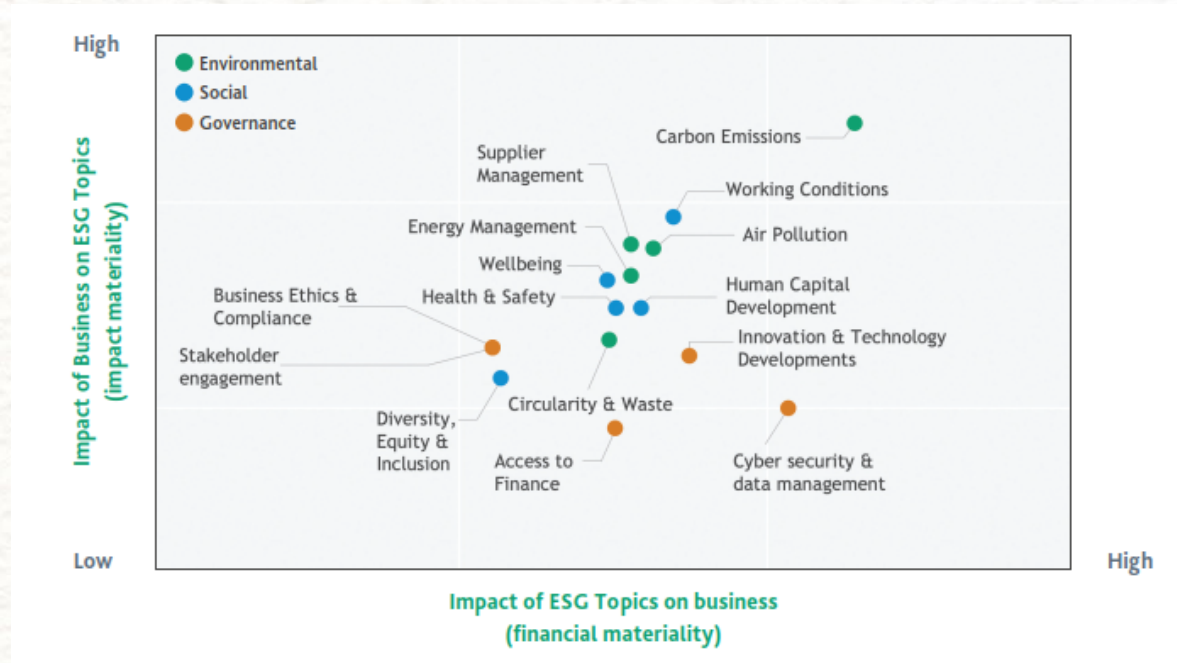 High
Environmental
Social
Governance
Carbon Emissions
Supplier
Management
Working Conditions
Energy Management
Air Pollution
Wellbeing
Health & Safety
Human Capital
Development
Business Ethics &
Compliance
Innovation & Technology
Developments
Stakeholder
engagement
Circularity & Waste
Diversity,
Equity &
Inclusion
Access to
Finance
Cyber security &
data management
Impact of Business on ESG Topics
(impact materiality)
Low
High
Impact of ESG Topics on business
(financial materiality)